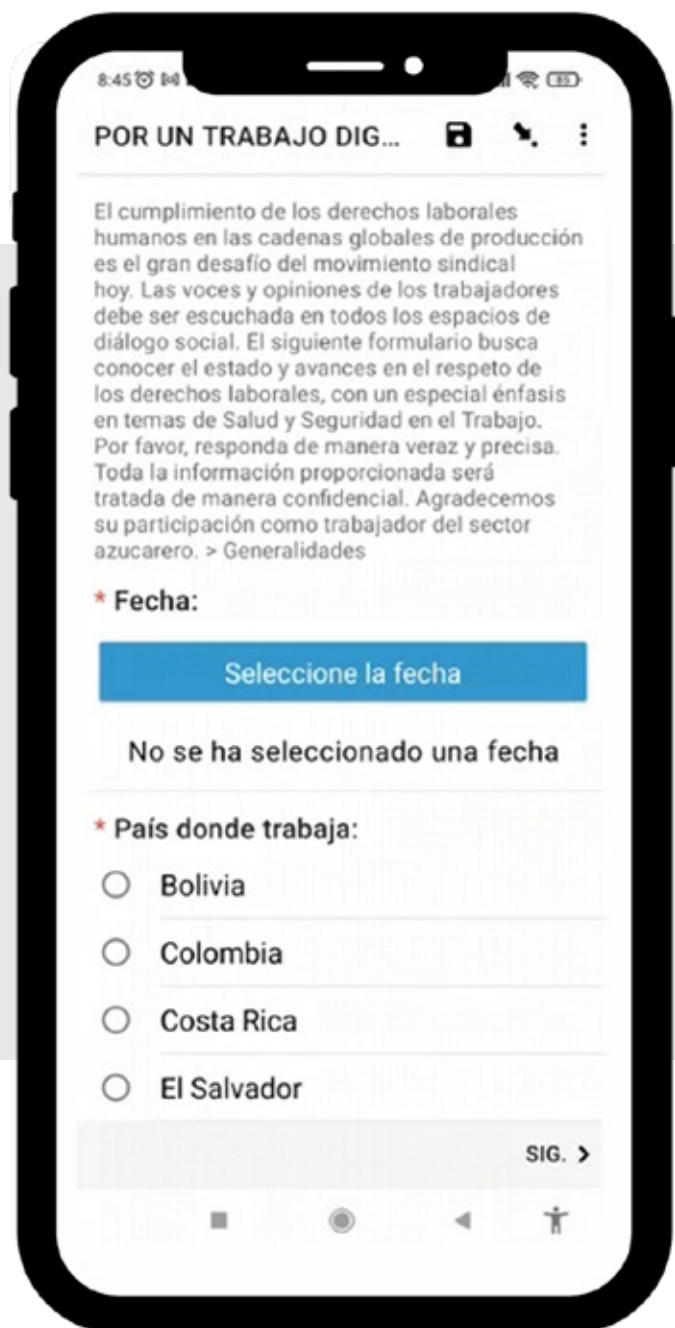 8:45
85
POR UN TRABAJO DIG...
El cumplimiento de los derechos laborales
humanos en las cadenas globales de producción
es el gran desafío del movimiento sindical
hoy. Las voces y opiniones de los trabajadores
debe ser escuchada en todos los espacios de
diálogo social. El siguiente formulario busca
conocer el estado y avances en el respeto de
los derechos laborales, con un especial énfasis
en temas de Salud y Seguridad en el Trabajo.
Por favor, responda de manera veraz y precisa.
Toda la información proporcionada será
tratada de manera confidencial. Agradecemos
su participación como trabajador del sector
azucarero. > Generalidades
* Fecha:
Seleccione la fecha
No se ha seleccionado una fecha
* País donde trabaja:
Bolivia
Colombia
Costa Rica
El Salvador
SIG. >